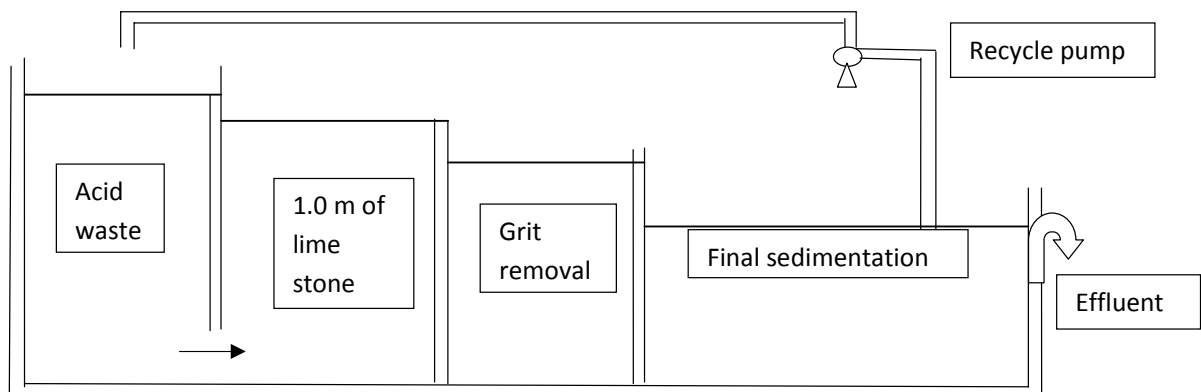 Recycle pump
Acid
waste
1.0 m of
lime
stone
Grit
removal
Final sedimentation
Effluent